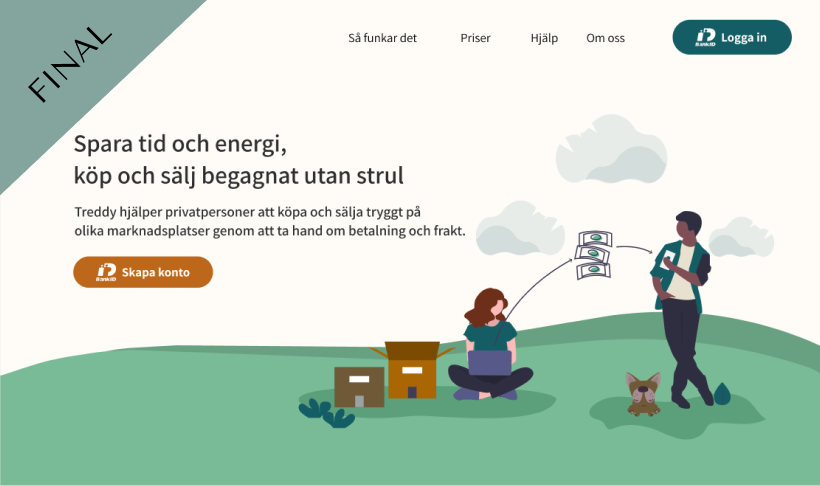 FINAL
Så funkar det Priser Hjälp Om oss
BankID Logga in
Spara tid och energi,
köp och sälj begagnat utan strul
Treddy hjälper privatpersoner att köpa och sälja tryggt på
olika marknadsplatser genom att ta hand om betalning och frakt.
BankID Skapa konto